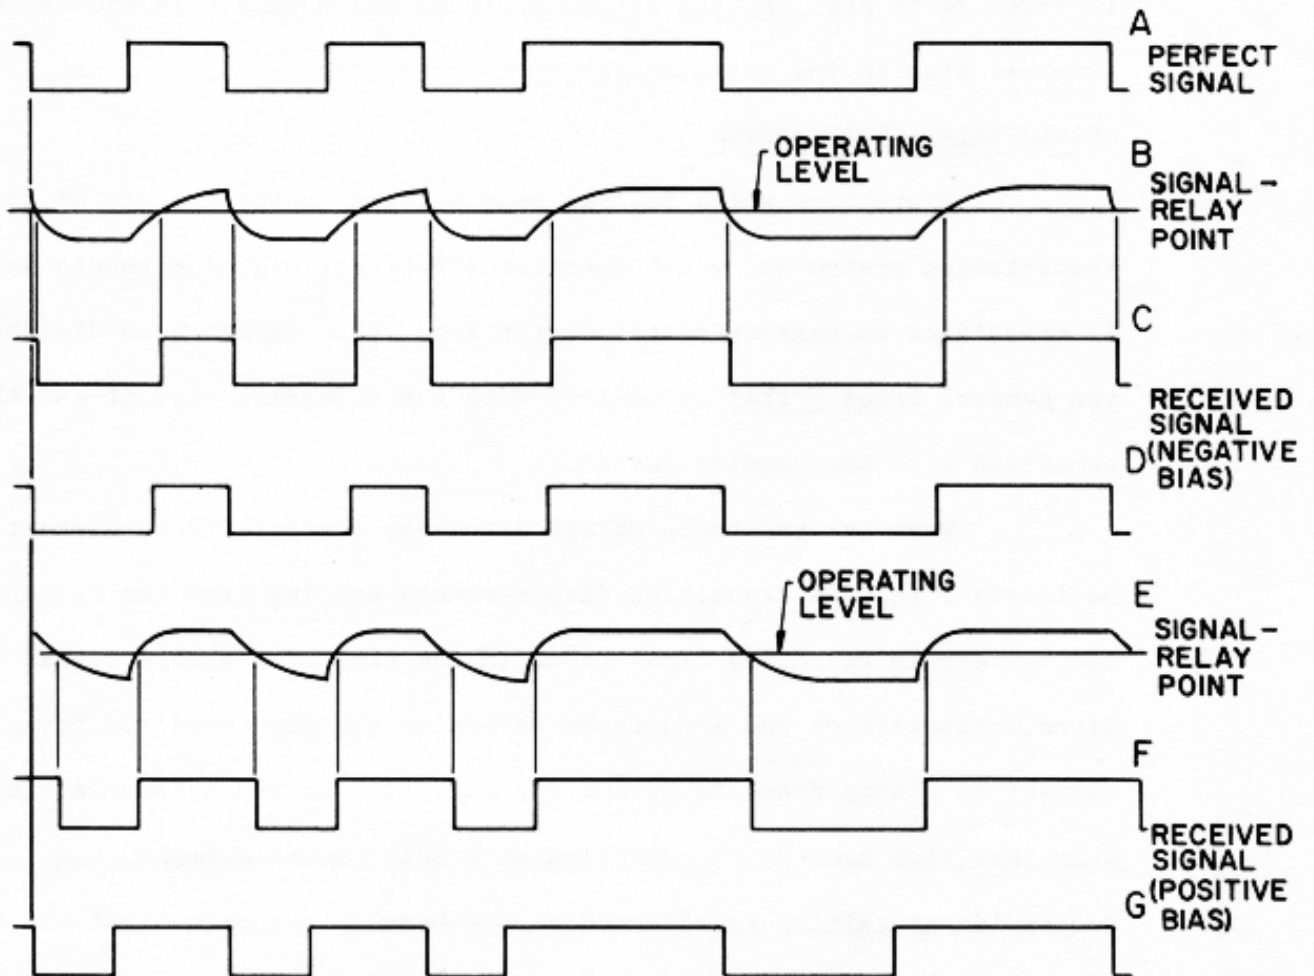 A
PERFECT
SIGNAL
OPERATING
LEVEL
B
SIGNAL –
RELAY
POINT
C
RECEIVED
SIGNAL
D (NEGATIVE
BIAS)
OPERATING
LEVEL
E
SIGNAL –
RELAY
POINT
F
RECEIVED
SIGNAL
G (POSITIVE
BIAS)